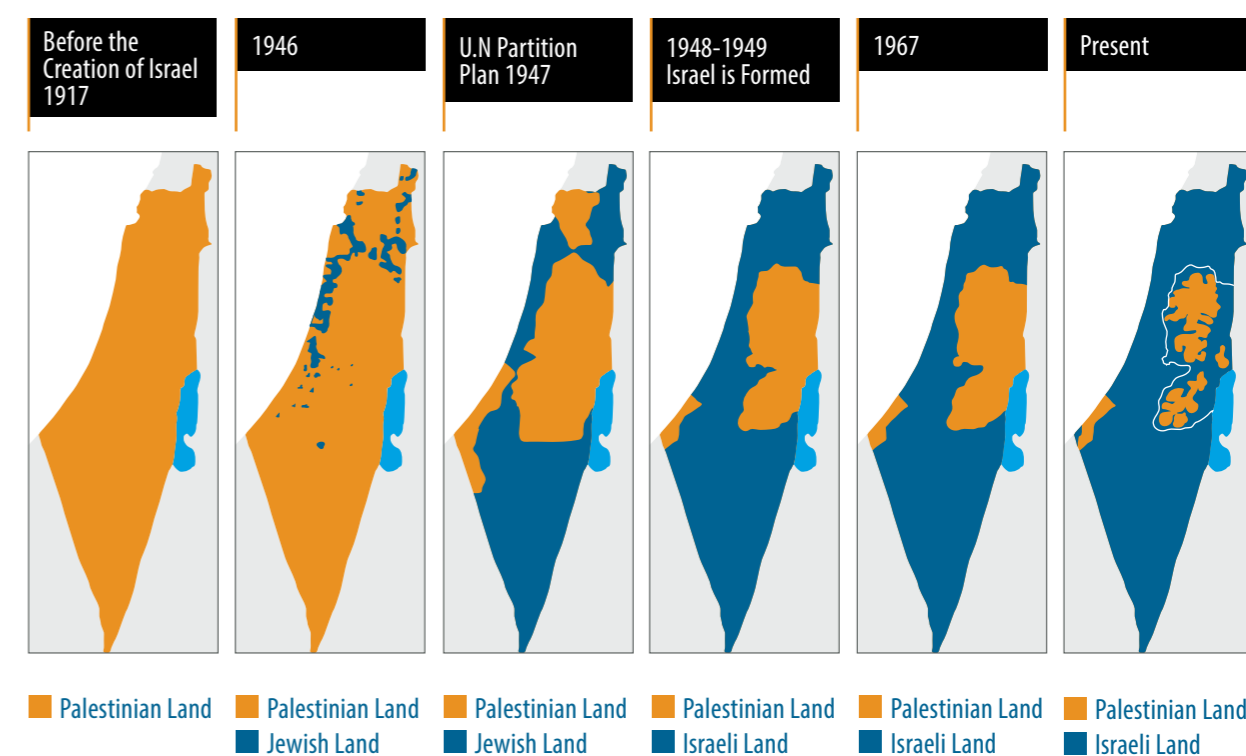 Before the
Creation of Israel
1917
1946
U.N Partition
Plan 1947
1948-1949
Israel is Formed
1967
Present
Palestinian Land
Palestinian Land
Jewish Land
Palestinian Land
Jewish Land
Palestinian Land
Israeli Land
Palestinian Land
Israeli Land
Palestinian Land
Israeli Land